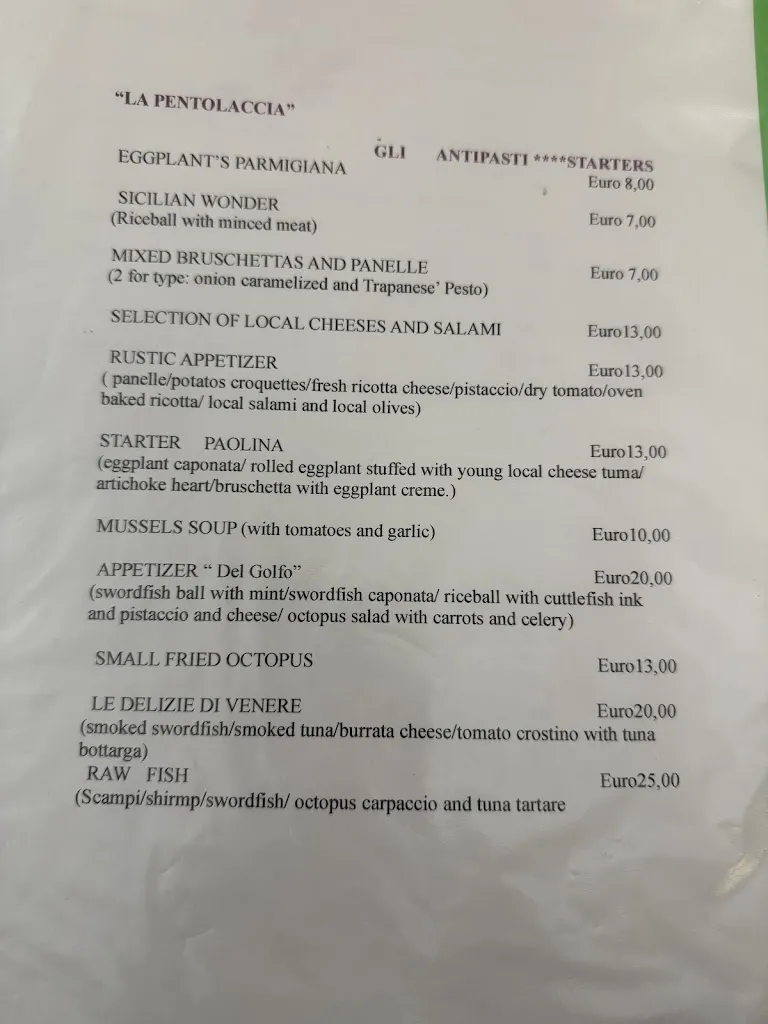 “LA PENTOLACCIA”
GLI ANTIPASTI ****STARTERS
EGGPLANT’S PARMIGIANA Euro 8,00
SICILIAN WONDER
(Riceball with minced meat) Euro 7,00
MIXED BRUSCHETTAS AND PANELLE Euro 7,00
(2 for type: onion caramelized and Trapanese’ Pesto)
SELECTION OF LOCAL CHEESES AND SALAMI Euro13,00
RUSTIC APPETIZER Euro13,00
( panelle/potatos croquettes/fresh ricotta cheese/pistaccio/dry tomato/oven
baked ricotta/ local salami and local olives)
STARTER PAOLINA Euro13,00
(eggplant caponata/ rolled eggplant stuffed with young local cheese tuma/
artichoke heart/bruschetta with eggplant creme.)
MUSSELS SOUP (with tomatoes and garlic) Euro10,00
APPETIZER “ Del Golfo” Euro20,00
(swordfish ball with mint/swordfish caponata/ riceball with cuttlefish ink
and pistaccio and cheese/ octopus salad with carrots and celery)
SMALL FRIED OCTOPUS Euro13,00
LE DELIZIE DI VENERE Euro20,00
(smoked swordfish/smoked tuna/burrata cheese/tomato crostino with tuna
bottarga)
RAW FISH Euro25,00
(Scampi/shirmp/swordfish/ octopus carpaccio and tuna tartare